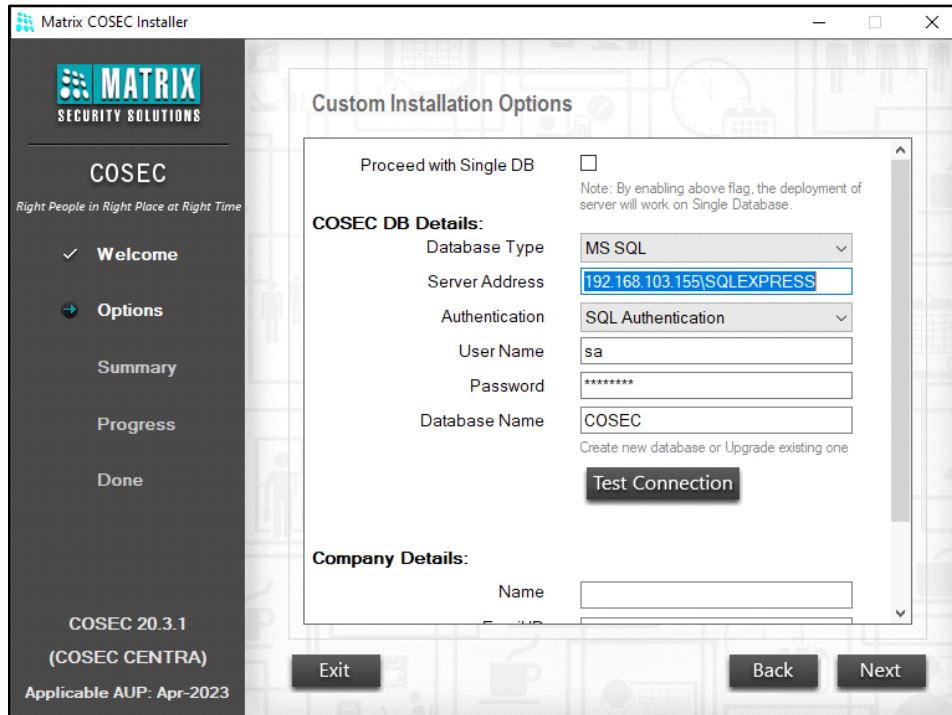 Matrix COSEC Installer
MATRIX
SECURITY SOLUTIONS
COSEC
Right People in Right Place at Right Time
Welcome
Options
Summary
Progress
Done
COSEC 20.3.1
(COSEC CENTRA)
Applicable AUP: Apr-2023
Custom Installation Options
Proceed with Single DB
Note: By enabling above flag, the deployment of
server will work on Single Database.
COSEC DB Details:
Database Type MS SQL
Server Address 192.168.103.155\SQLEXPRESS
Authentication SQL Authentication
User Name sa
Password ********
Database Name COSEC
Create new database or Upgrade existing one
Test Connection
Company Details:
Name
Exit Back Next